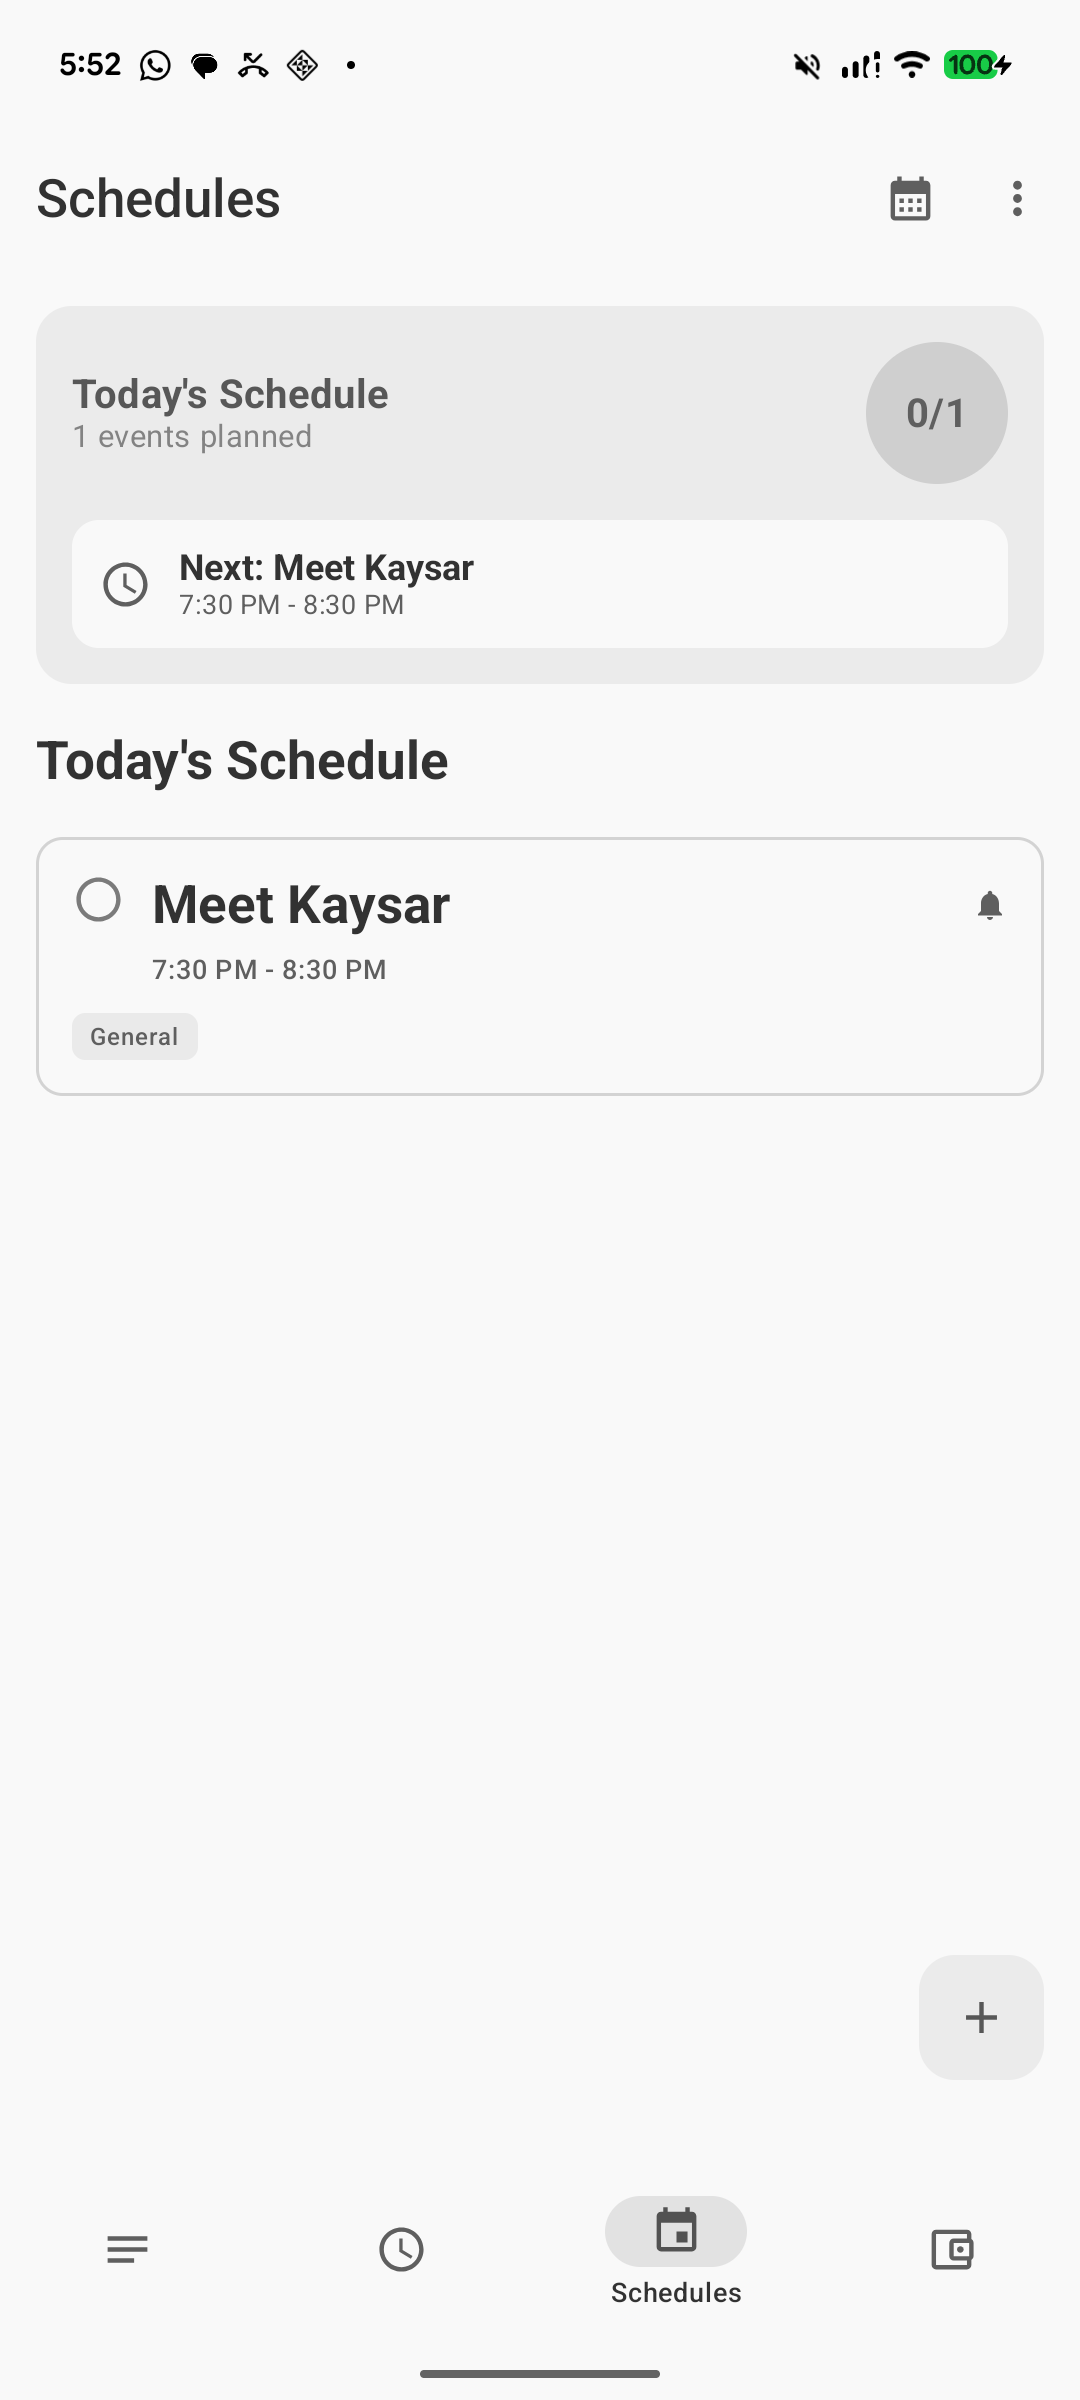 5:52
100
Schedules
Today's Schedule
1 events planned
0/1
Next: Meet Kaysar
7:30 PM - 8:30 PM
Today's Schedule
Meet Kaysar
7:30 PM - 8:30 PM
General
Schedules